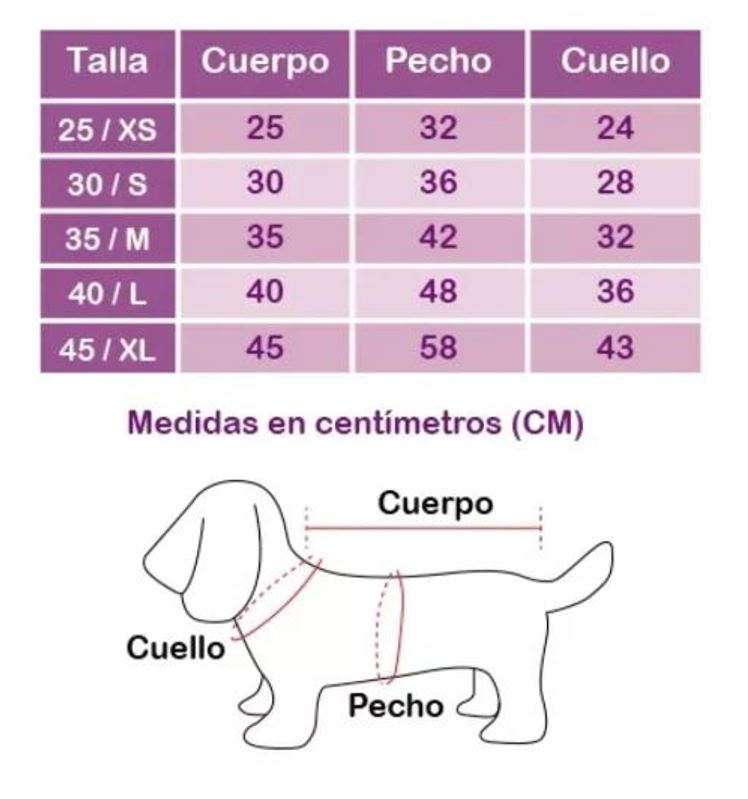 Talla Cuerpo Pecho Cuello
25 / XS 25 32 24
30 / S 30 36 28
35 / M 35 42 32
40 / L 40 48 36
45 / XL 45 58 43
Medidas en centímetros (CM)
Cuerpo
Cuello
Pecho